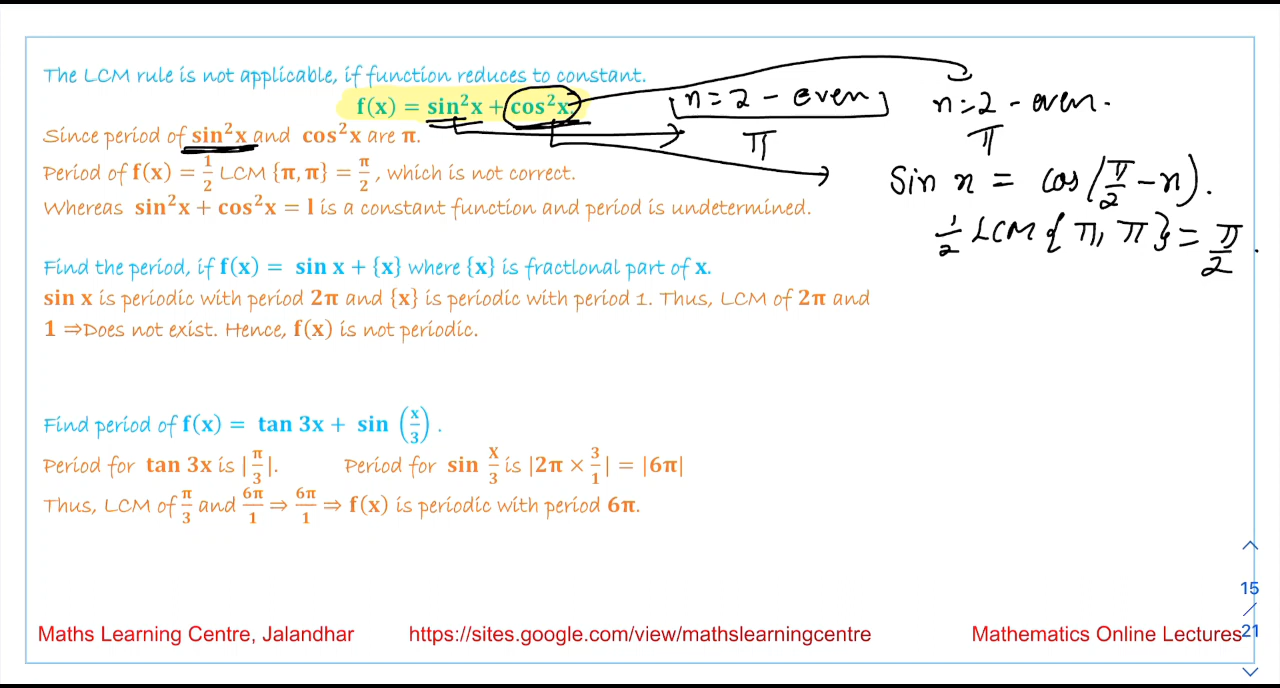 The LCM rule is not applicable, if function reduces to constant.
f(x) = sin²x + cos²x.
[n = 2 – even]
n = 2 – even.
Since period of sin²x and cos²x are π.
π
π
Period of f(x) = 1/2 LCM {π, π} = π/2, which is not correct.
Sin x = cos(π/2 – x).
Whereas sin²x + cos²x = 1 is a constant function and period is undetermined.
1/2 LCM{π, π} = π/2.
Find the period, if f(x) = sin x + {x} where {x} is fractional part of x.
sin x is periodic with period 2π and {x} is periodic with period 1. Thus, LCM of 2π and
1 ⇒Does not exist. Hence, f(x) is not periodic.
Find period of f(x) = tan 3x + sin (x/3) .
Period for tan 3x is |π/3|. Period for sin x/3 is |2π × 3/1| = |6π|
Thus, LCM of π/3 and 6π/1 ⇒ 6π/1 ⇒ f(x) is periodic with period 6π.
15
/
21
Maths Learning Centre, Jalandhar https://sites.google.com/view/mathslearningcentre Mathematics Online Lectures